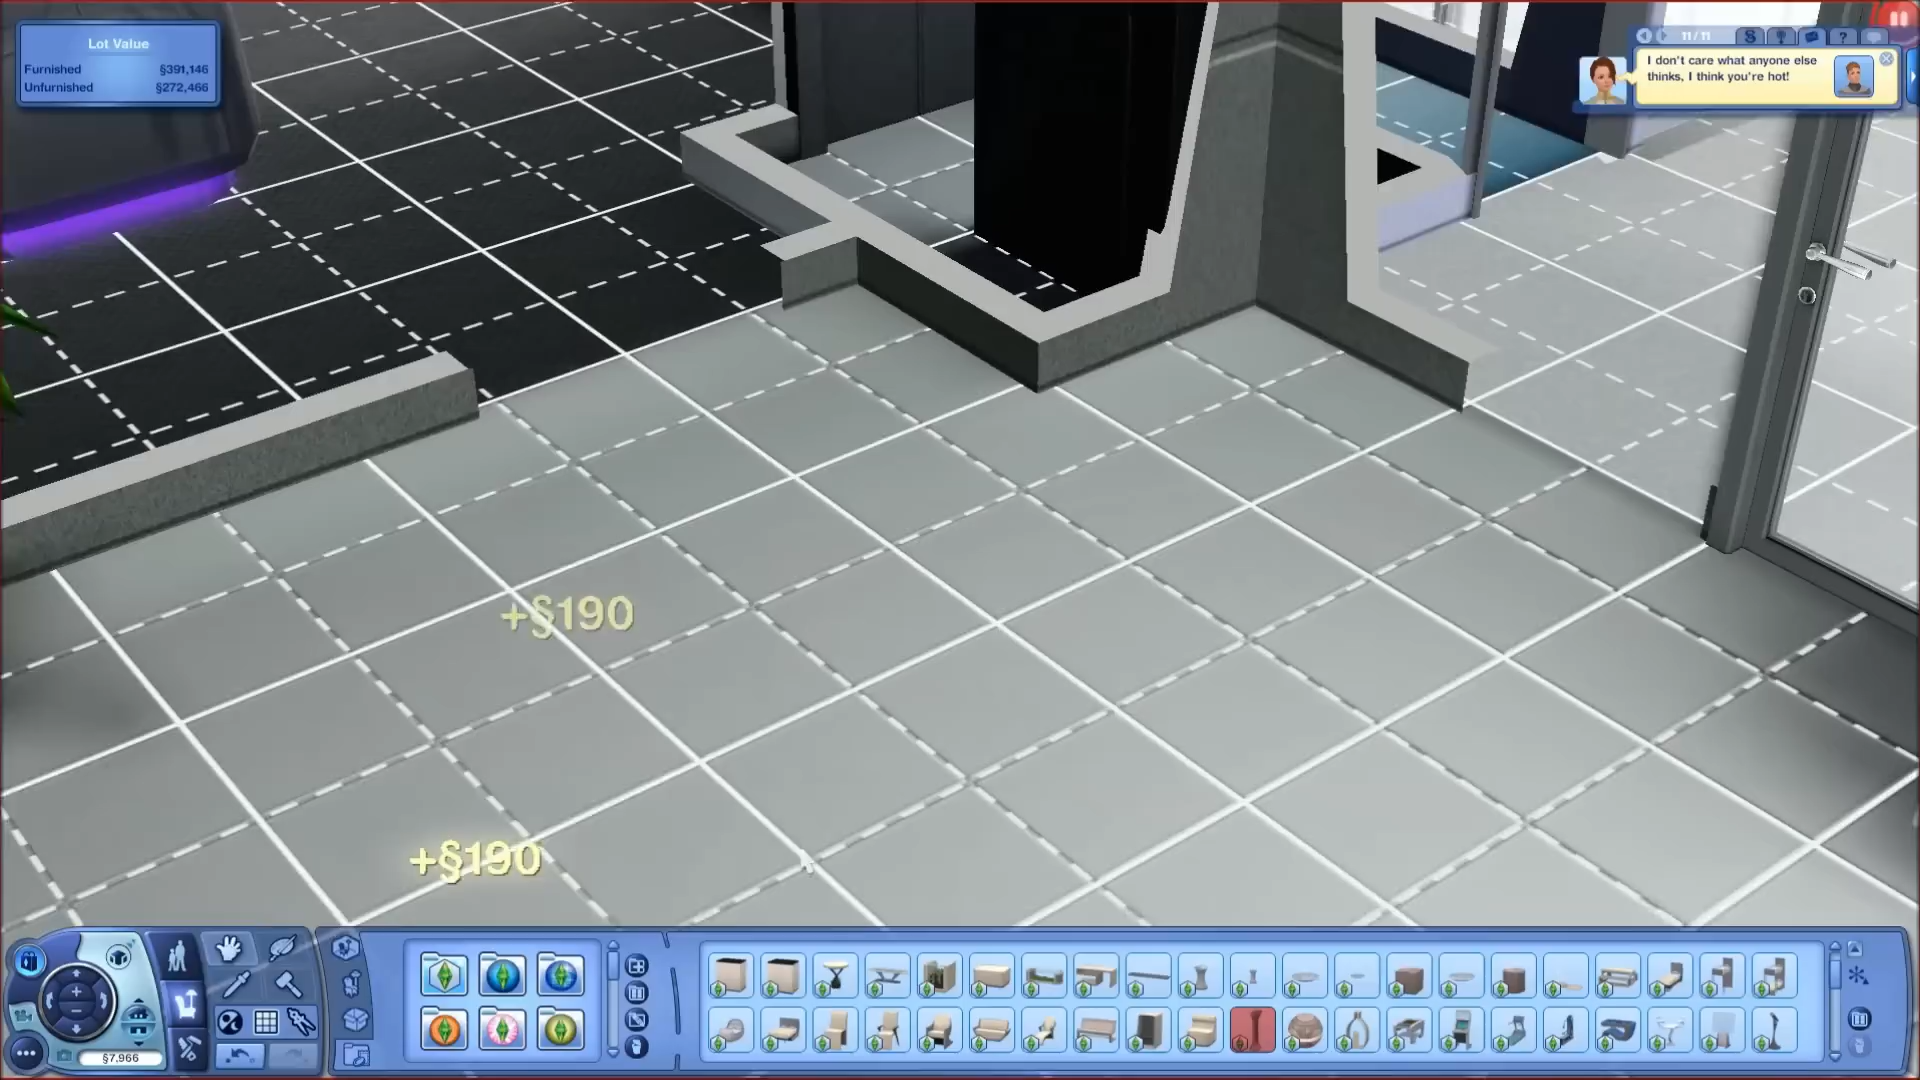 Lot Value
Furnished §391,146
Unfurnished §272,466
11/11
I don't care what anyone else
thinks, I think you're hot!
+§190
+§190
§7,966